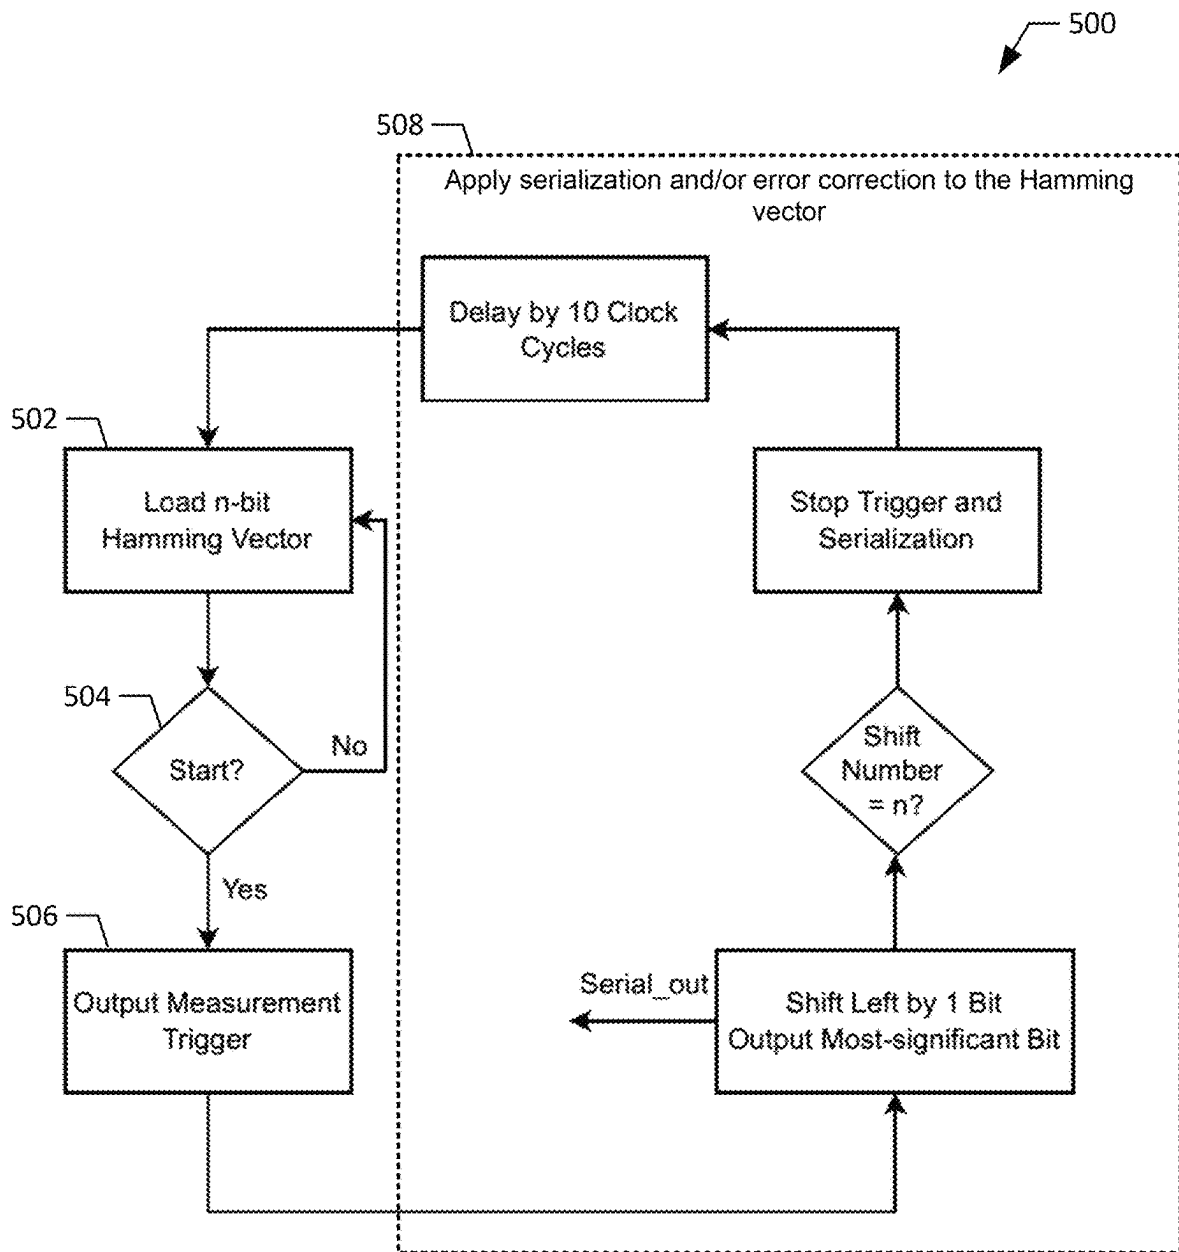 500
508
Apply serialization and/or error correction to the Hamming
vector
Delay by 10 Clock
Cycles
502
Load n-bit
Hamming Vector
Stop Trigger and
Serialization
504
Start?
No
Shift
Number
= n?
Yes
506
Output Measurement
Trigger
Serial_out
Shift Left by 1 Bit
Output Most-significant Bit